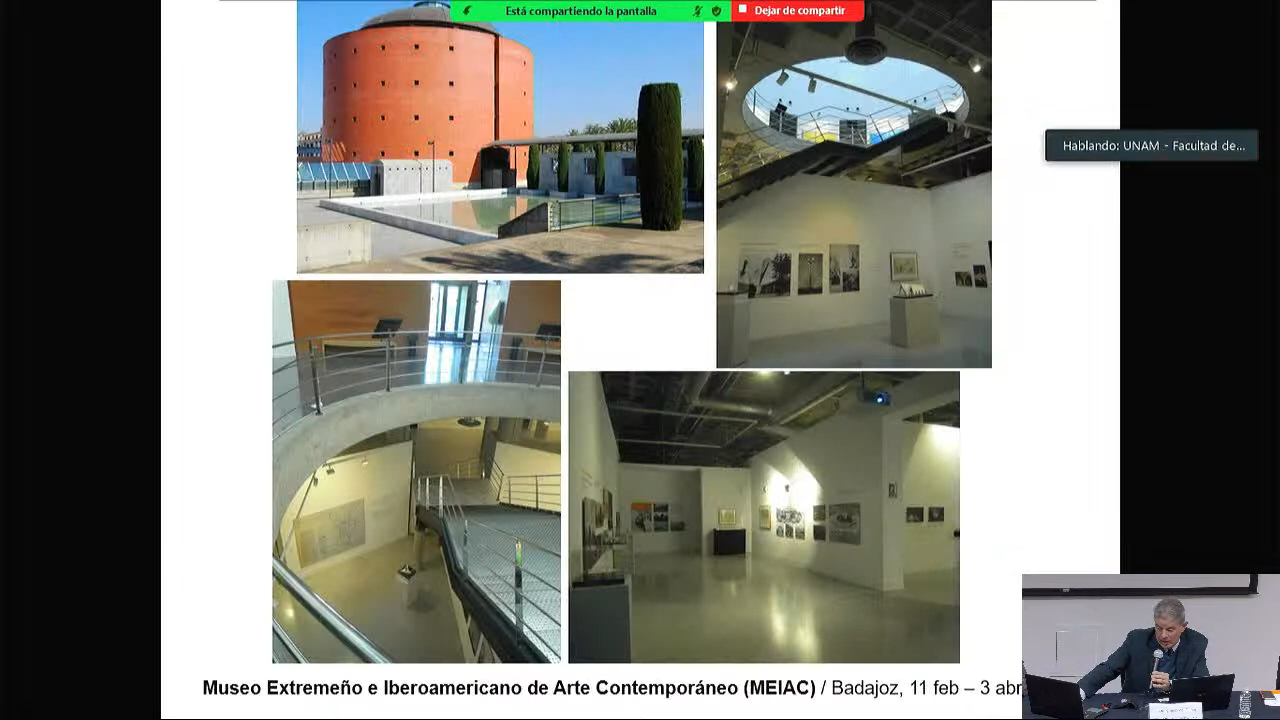 Está compartiendo la pantalla
Dejar de compartir
Hablando: UNAM - Facultad de...
Museo Extremeño e Iberoamericano de Arte Contemporáneo (MEIAC) / Badajoz, 11 feb – 3 abr